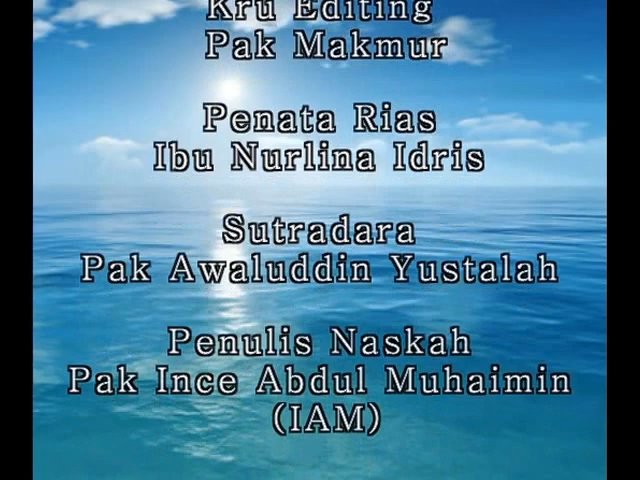 Kru Editing
Pak Makmur
Penata Rias
Ibu Nurlina Idris
Sutradara
Pak Awaluddin Yustalah
Penulis Naskah
Pak Ince Abdul Muhaimin
(IAM)